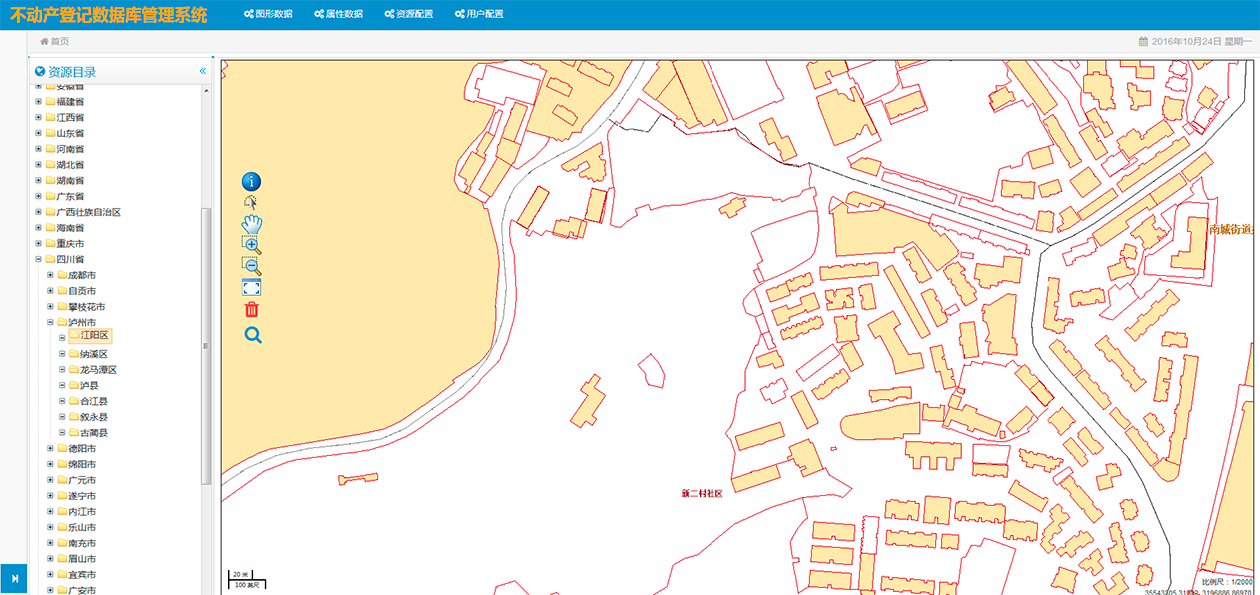 不动产登记数据库管理系统
图形数据 属性数据 资源配置 用户配置
首页
2016年10月24日 星期一
资源目录
安徽省
福建省
江西省
山东省
河南省
湖北省
湖南省
广东省
广西壮族自治区
海南省
重庆市
四川省
成都市
自贡市
攀枝花市
泸州市
江阳区
纳溪区
龙马潭区
泸县
合江县
叙永县
古蔺县
德阳市
绵阳市
广元市
遂宁市
内江市
乐山市
南充市
眉山市
宜宾市
广安市
南城街道
新二村社区
20 米
100 英尺
比例尺：1/2000